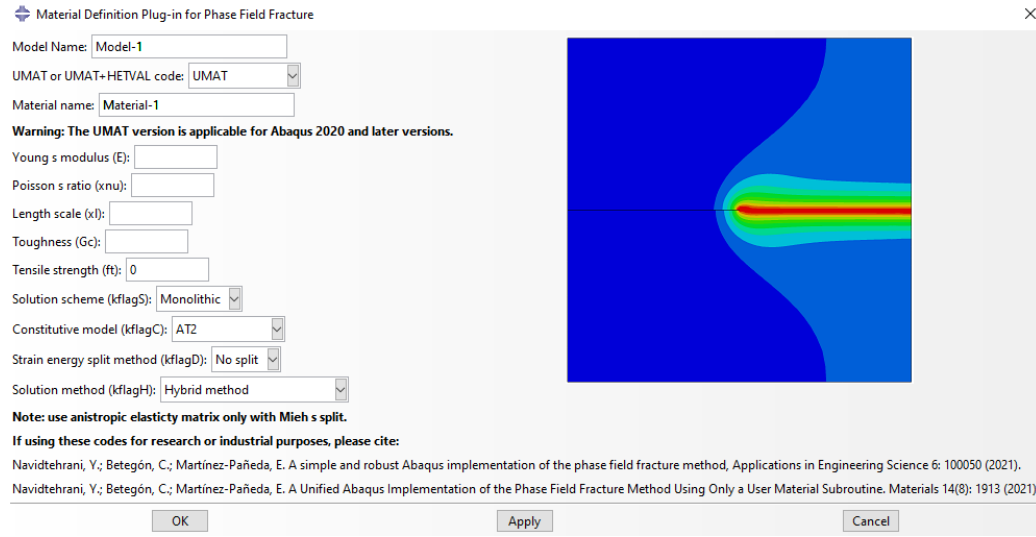 Material Definition Plug-in for Phase Field Fracture
Model Name: Model-1
UMAT or UMAT+HETVAL code: UMAT
Material name: Material-1
Warning: The UMAT version is applicable for Abaqus 2020 and later versions.
Young s modulus (E):
Poisson s ratio (xnu):
Length scale (xl):
Toughness (Gc):
Tensile strength (ft): 0
Solution scheme (kflagS): Monolithic
Constitutive model (kflagC): AT2
Strain energy split method (kflagD): No split
Solution method (kflagH): Hybrid method
Note: use anistropic elasticty matrix only with Mieh s split.
If using these codes for research or industrial purposes, please cite:
Navidtehrani, Y.; Betegón, C.; Martínez-Pañeda, E. A simple and robust Abaqus implementation of the phase field fracture method, Applications in Engineering Science 6: 100050 (2021).
Navidtehrani, Y.; Betegón, C.; Martínez-Pañeda, E. A Unified Abaqus Implementation of the Phase Field Fracture Method Using Only a User Material Subroutine. Materials 14(8): 1913 (2021)
OK Apply Cancel